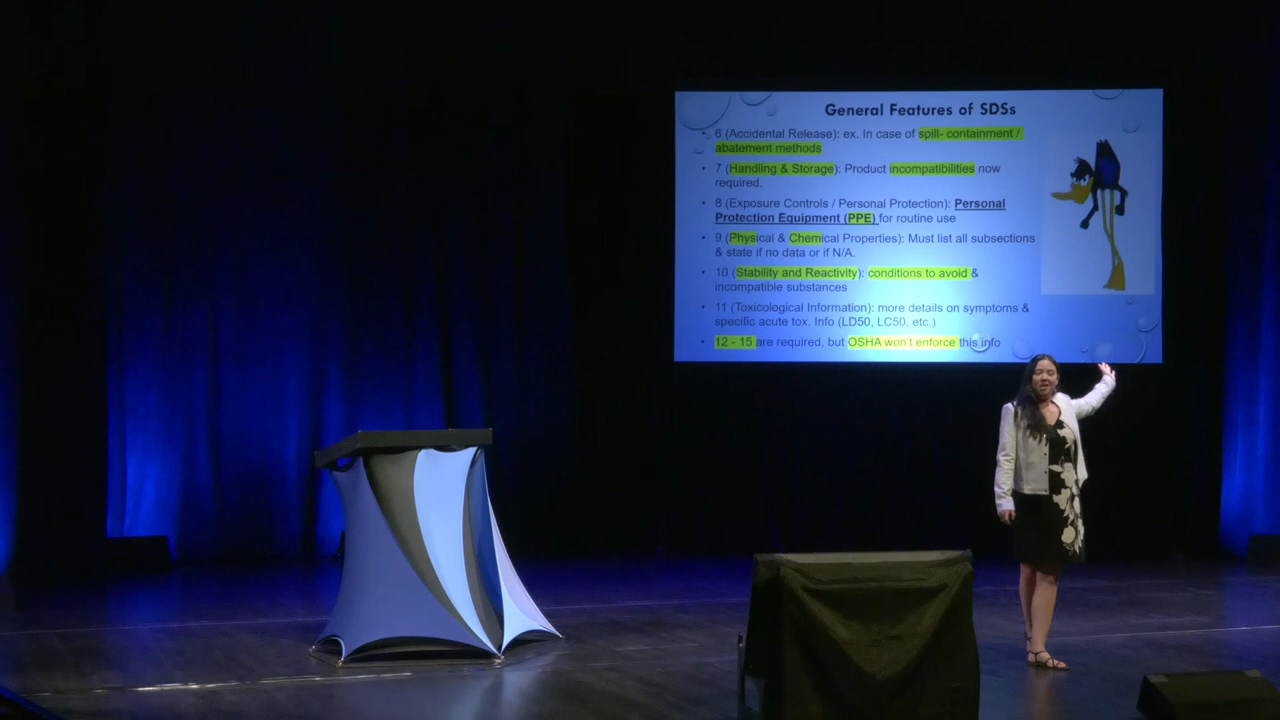 General Features of SDSs
• 6 (Accidental Release): ex. In case of spill- containment /
abatement methods
• 7 (Handling & Storage): Product incompatibilities now
required.
• 8 (Exposure Controls / Personal Protection): Personal
Protection Equipment (PPE) for routine use
• 9 (Physical & Chemical Properties): Must list all subsections
& state if no data or if N/A.
• 10 (Stability and Reactivity): conditions to avoid &
incompatible substances
• 11 (Toxicological Information): more details on symptoms &
specific acute tox. Info (LD50, LC50, etc.)
• 12 - 15 are required, but OSHA won't enforce this info